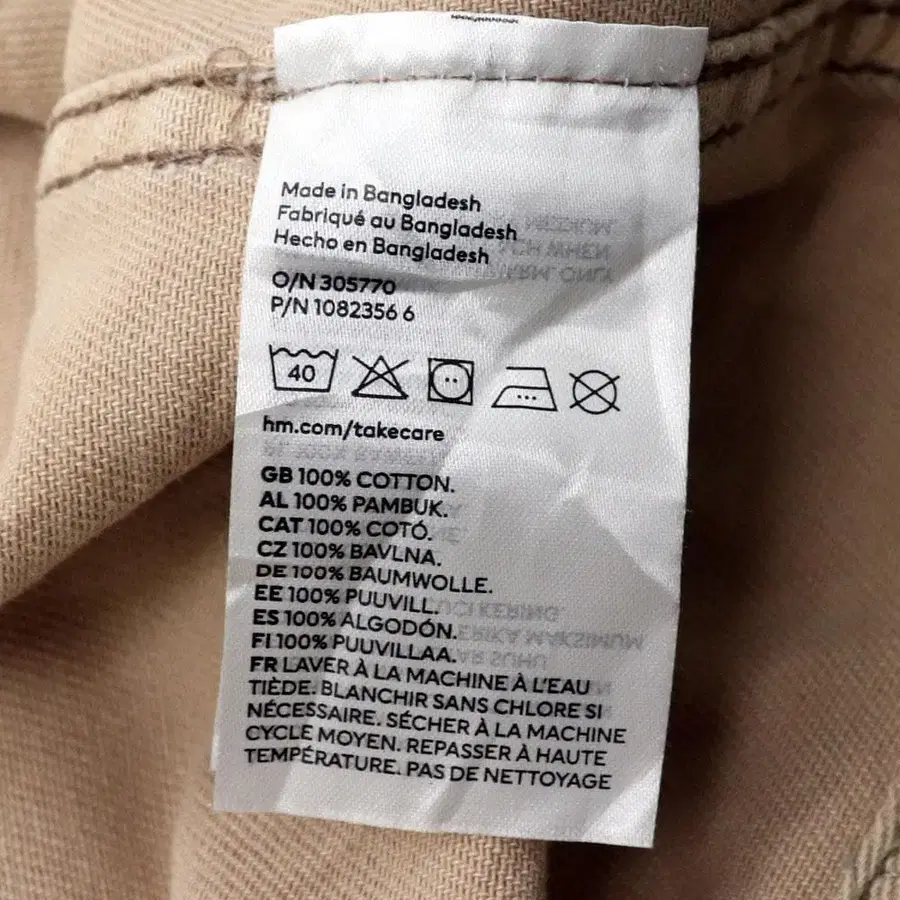 Made in Bangladesh
Fabriqué au Bangladesh
Hecho en Bangladesh
O/N 305770
P/N 1082356 6
40
hm.com/takecare
GB 100% COTTON.
AL 100% PAMBUK.
CAT 100% COTÓ.
CZ 100% BAVLNA.
DE 100% BAUMWOLLE.
EE 100% PUUVILL.
ES 100% ALGODÓN.
FI 100% PUUVILLAA.
FR LAVER À LA MACHINE À L'EAU
TIÈDE. BLANCHIR SANS CHLORE SI
NÉCESSAIRE. SÉCHER À LA MACHINE
CYCLE MOYEN. REPASSER À HAUTE
TEMPÉRATURE. PAS DE NETTOYAGE